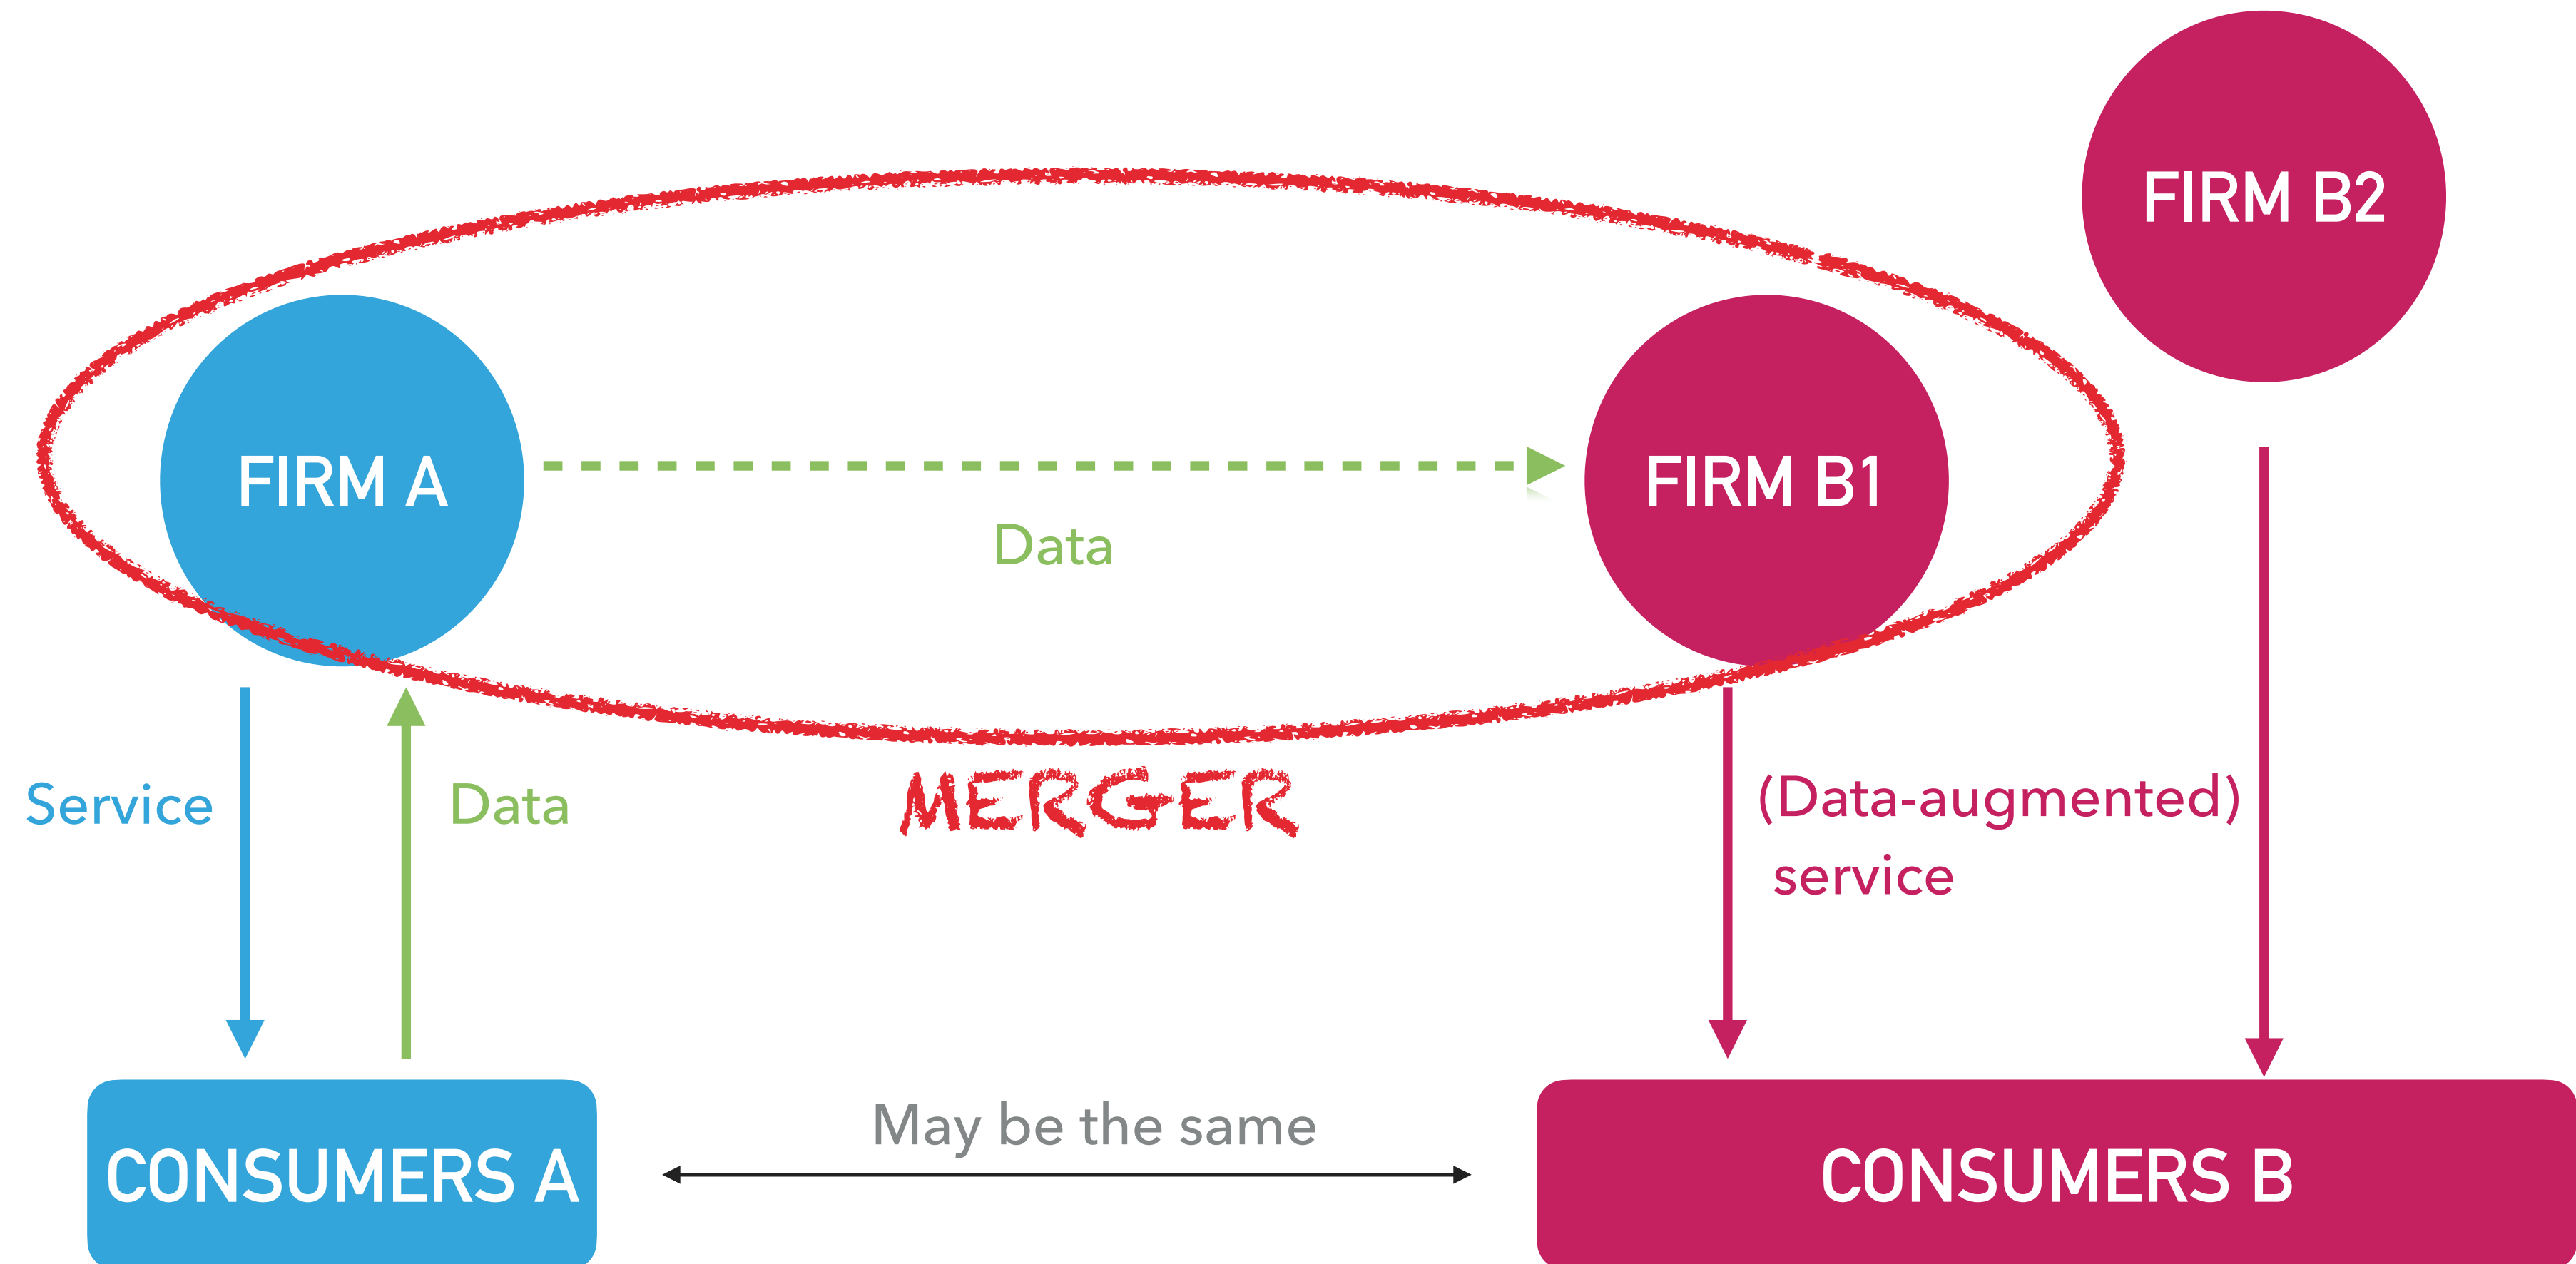 FIRM B2
FIRM A
FIRM B1
Data
Service
Data
MERGER
(Data-augmented)
service
May be the same
CONSUMERS A
CONSUMERS B